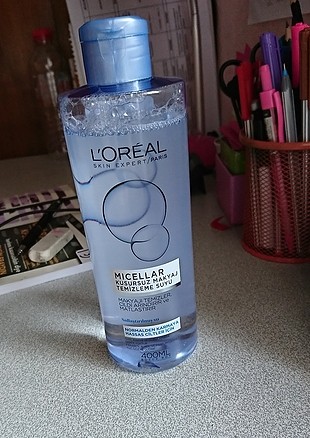 L'ORÉAL
SKIN EXPERT / PARIS
MICELLAR
KUSURSUZ MAKYAJ
TEMİZLEME SUYU
MAKYAJI TEMİZLER,
CİLDİ ARINDIRIR ve
MATLAŞTIRIR
NORMALDEN KARMAYA
HASSAS CİLTLER İÇİN
400ML